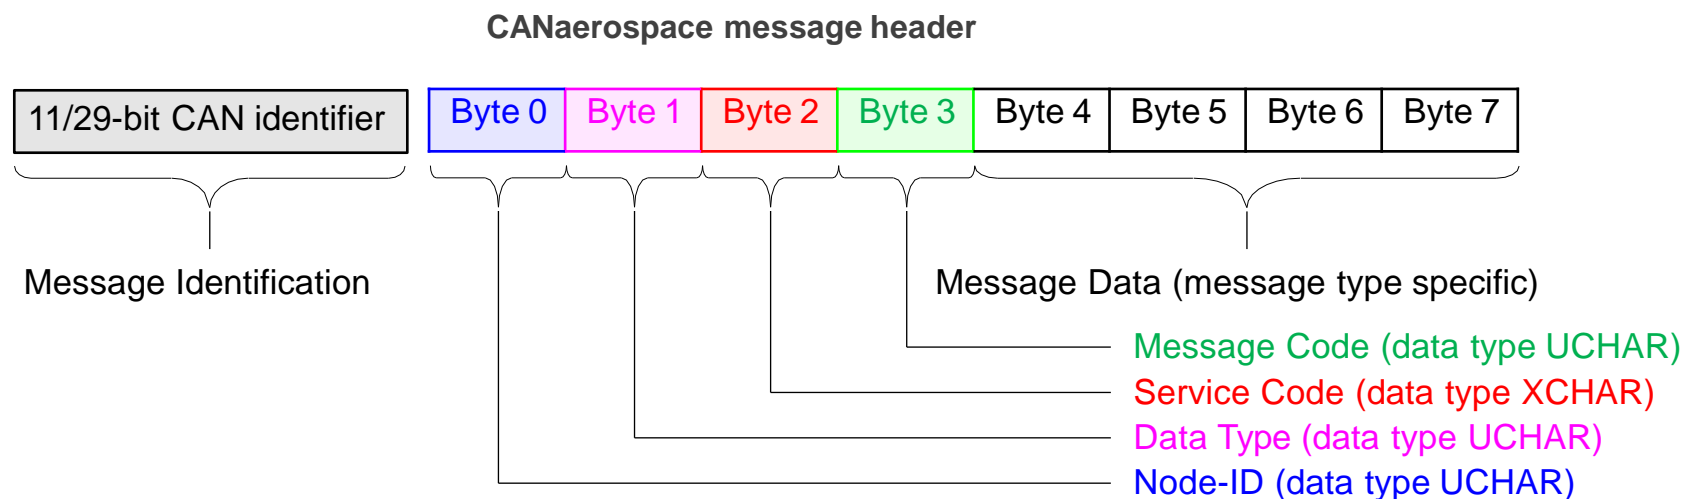 CANaerospace message header
11/29-bit CAN identifier
Byte 0
Byte 1
Byte 2
Byte 3
Byte 4
Byte 5
Byte 6
Byte 7
Message Identification
Message Data (message type specific)
Message Code (data type UCHAR)
Service Code (data type XCHAR)
Data Type (data type UCHAR)
Node-ID (data type UCHAR)